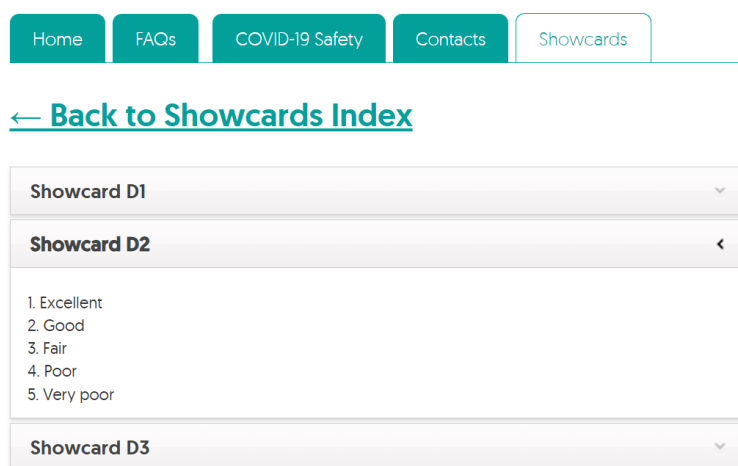 Home FAQs COVID-19 Safety Contacts Showcards
← Back to Showcards Index
Showcard D1
Showcard D2
1. Excellent
2. Good
3. Fair
4. Poor
5. Very poor
Showcard D3